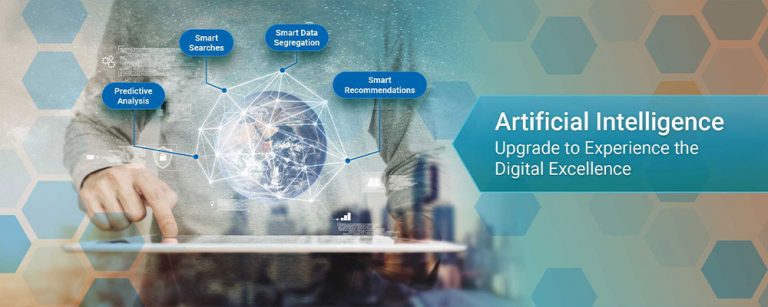 Smart
Searches
Smart Data
Segregation
Predictive
Analysis
Smart
Recommendations
Artificial Intelligence
Upgrade to Experience the
Digital Excellence